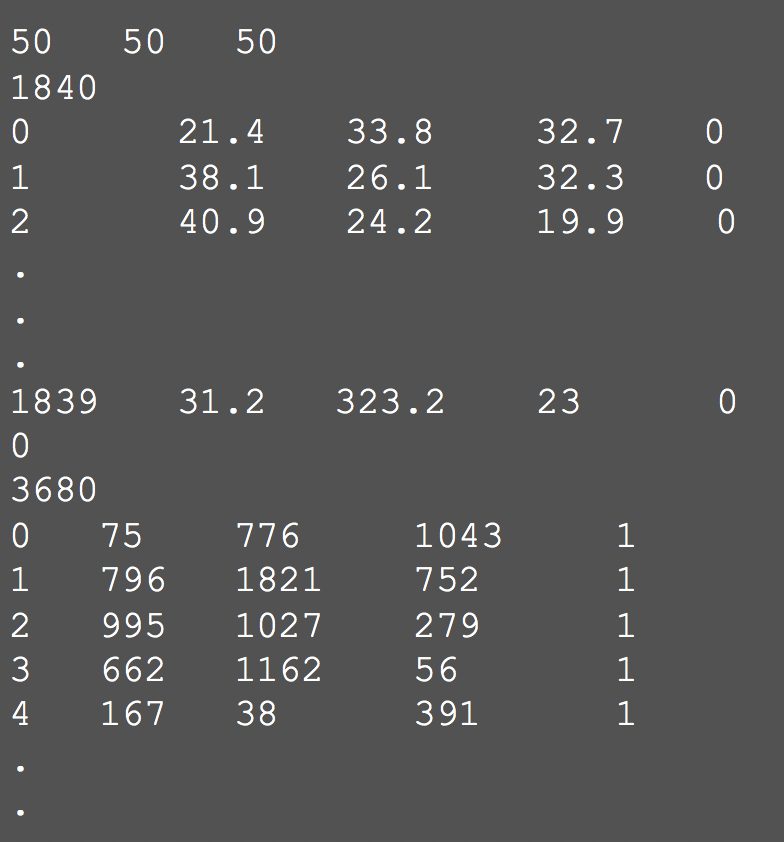 50 50 50
1840
0 21.4 33.8 32.7 0
1 38.1 26.1 32.3 0
2 40.9 24.2 19.9 0
.
.
.
1839 31.2 323.2 23 0
0
3680
0 75 776 1043 1
1 796 1821 752 1
2 995 1027 279 1
3 662 1162 56 1
4 167 38 391 1
.
.